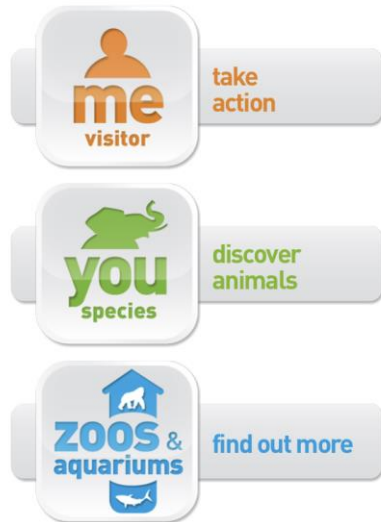 me
visitor
take
action
you
species
discover
animals
zoos &
aquariums
find out more